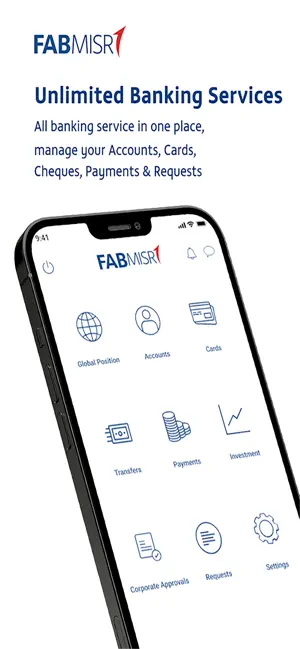 FABMISR
Unlimited Banking Services
All banking service in one place,
manage your Accounts, Cards,
Cheques, Payments & Requests
9:41
FABMISR
Global Position
Accounts
Cards
Transfers
Payments
Investment
Corporate Approvals
Requests
Settings